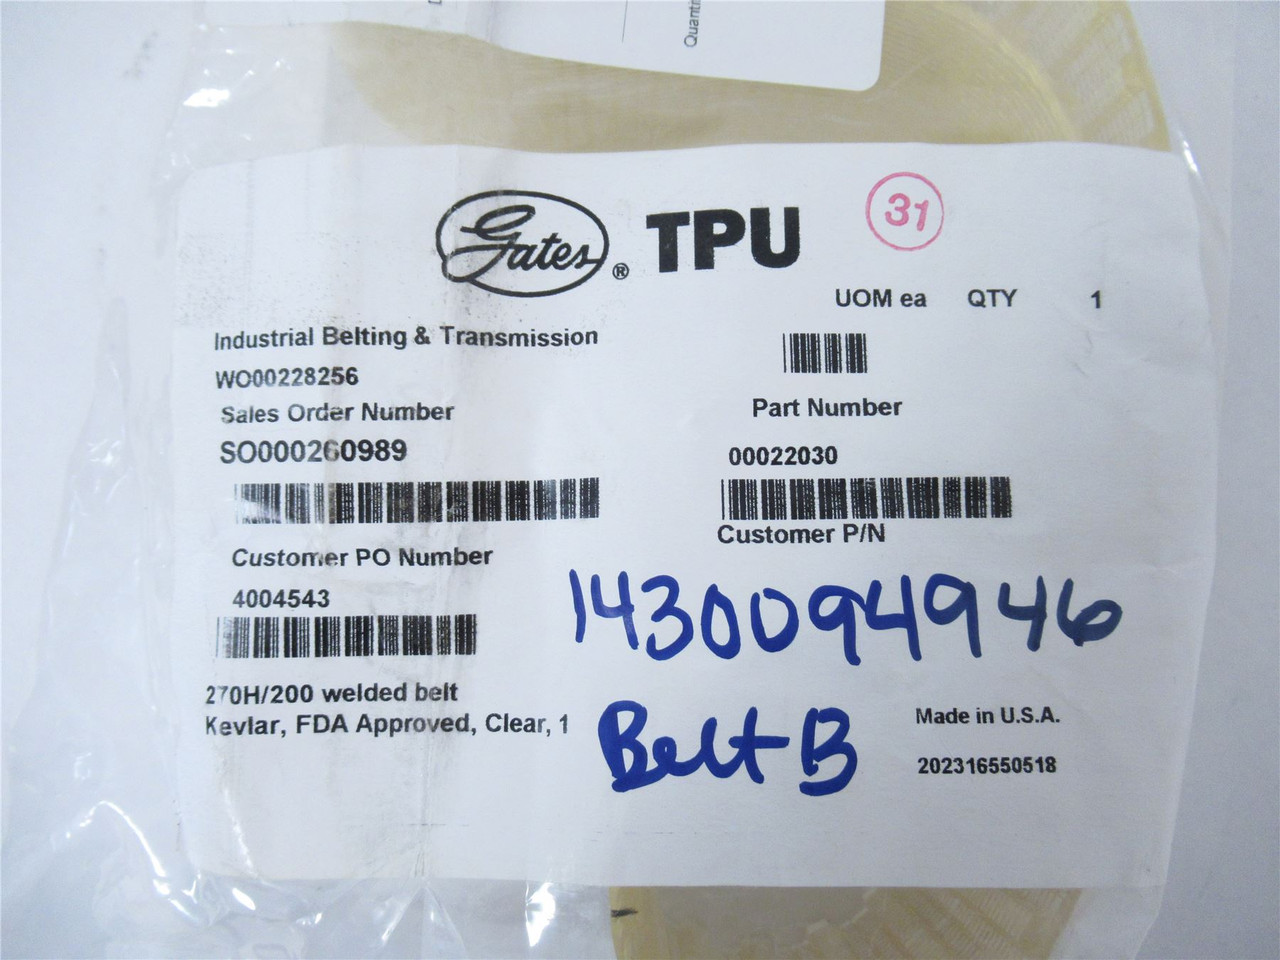 Quanti
Gates® TPU
31
UOM ea QTY 1
Industrial Belting & Transmission
WO00228256
Sales Order Number
SO000260989
Part Number
00022030
Customer P/N
Customer PO Number
4004543
1430094946
270H/200 welded belt
Kevlar, FDA Approved, Clear, 1
Belt B
Made in U.S.A.
202316550518